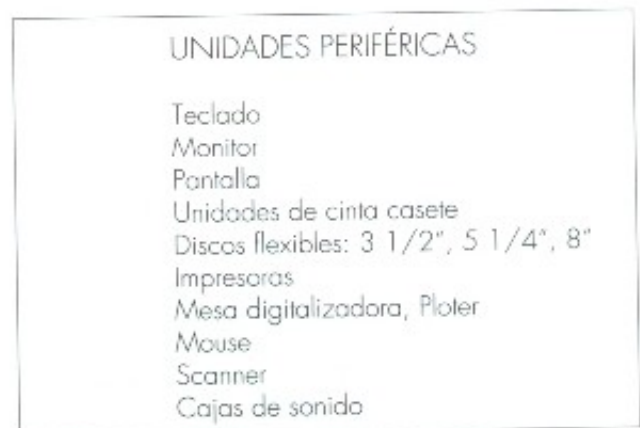 UNIDADES PERIFÉRICAS
Teclado
Monitor
Pantalla
Unidades de cinta casete
Discos flexibles: 3 1/2", 5 1/4", 8"
Impresoras
Mesa digitalizadora, Ploter
Mouse
Scanner
Cajas de sonido